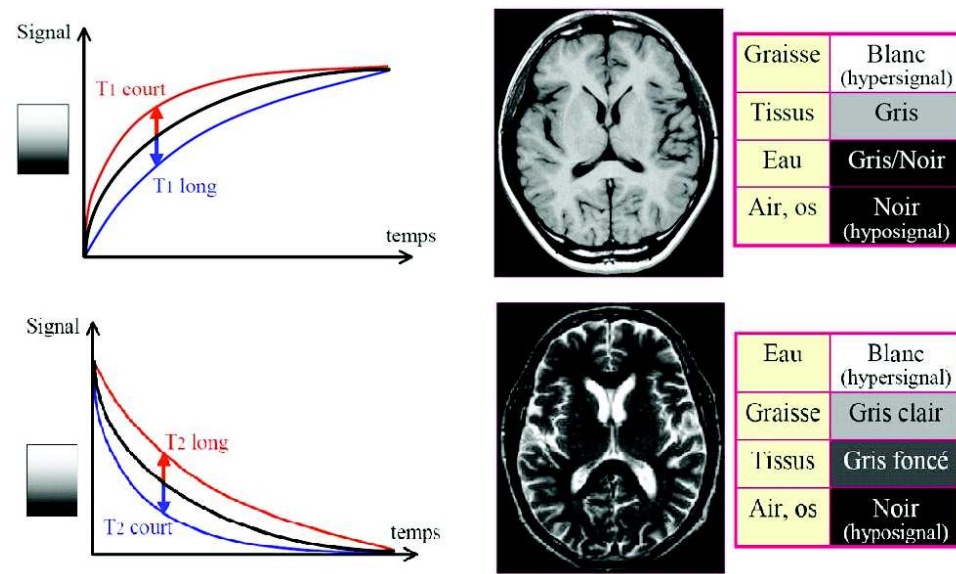 Signal
T1 court
T1 long
temps
Graisse Blanc
(hypersignal)
Tissus Gris
Eau Gris/Noir
Air, os Noir
(hyposignal)
Signal
T2 long
T2 court
temps
Eau Blanc
(hypersignal)
Graisse Gris clair
Tissus Gris foncé
Air, os Noir
(hyposignal)